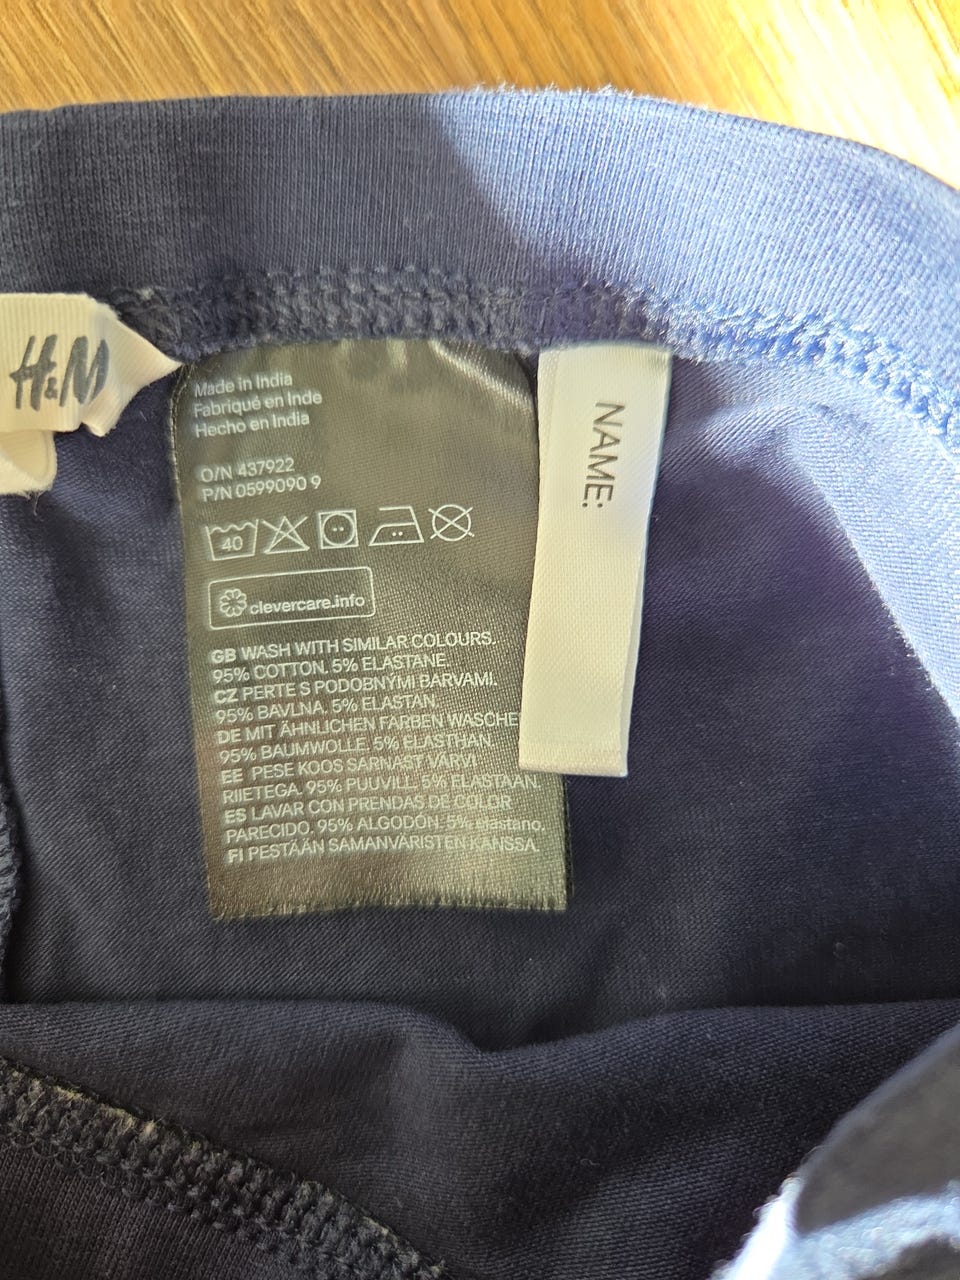 H&M
Made in India
Fabriqué en Inde
Hecho en India
O/N 437922
P/N 0599090 9
40
clevercare.info
GB WASH WITH SIMILAR COLOURS.
95% COTTON. 5% ELASTANE.
CZ PERTE S PODOBNÝMI BARVAMI.
95% BAVLNA. 5% ELASTAN.
DE MIT ÄHNLICHEN FARBEN WASCHE
95% BAUMWOLLE. 5% ELASTHAN.
EE PESE KOOS SARNAST VÄRVI
RIIETEGA. 95% PUUVILL. 5% ELASTAAN.
ES LAVAR CON PRENDAS DE COLOR
PARECIDO. 95% ALGODÓN. 5% elastano.
FI PESTÄÄN SAMANVÄRISTEN KANSSA.
NAME: